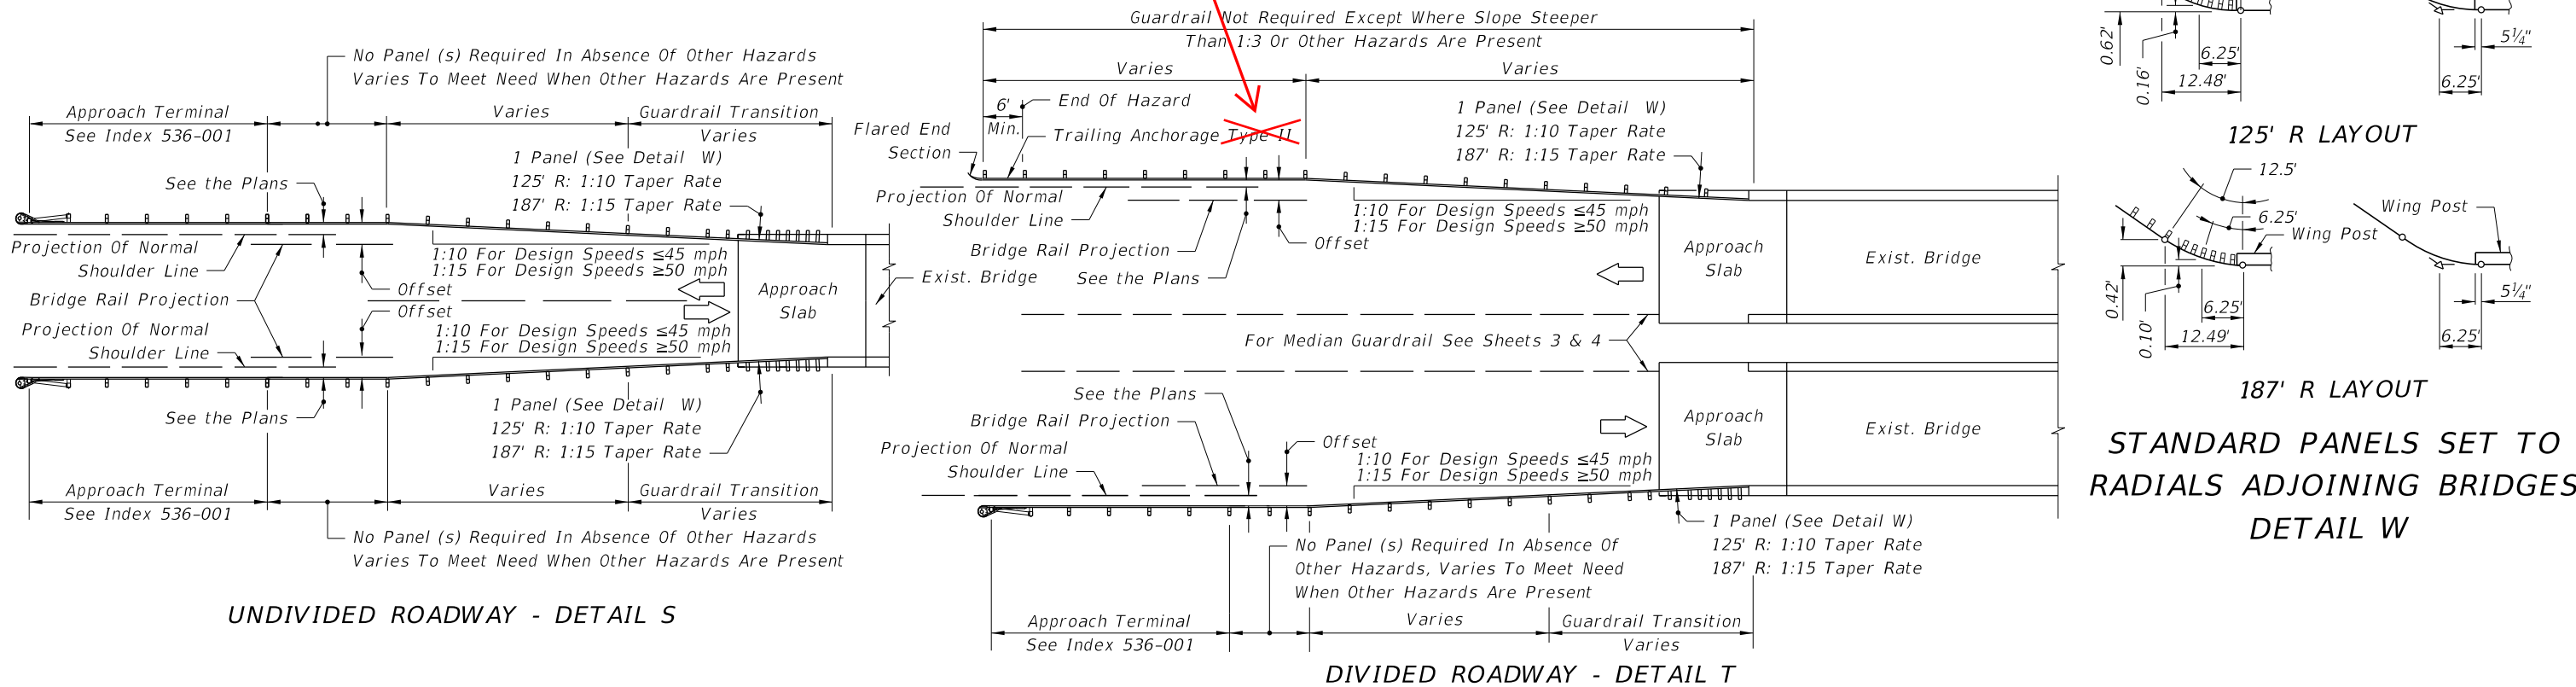 No Panel (s) Required In Absence Of Other Hazards
Varies To Meet Need When Other Hazards Are Present
Approach Terminal
See Index 536-001
Varies
Guardrail Transition
Varies
1 Panel (See Detail W)
125' R: 1:10 Taper Rate
187' R: 1:15 Taper Rate
See the Plans
Projection Of Normal
Shoulder Line
1:10 For Design Speeds ≤45 mph
1:15 For Design Speeds ≥50 mph
Bridge Rail Projection
Offset
Offset
Approach
Slab
Exist. Bridge
Projection Of Normal
Shoulder Line
1:10 For Design Speeds ≤45 mph
1:15 For Design Speeds ≥50 mph
See the Plans
1 Panel (See Detail W)
125' R: 1:10 Taper Rate
187' R: 1:15 Taper Rate
Approach Terminal
See Index 536-001
Varies
Guardrail Transition
Varies
No Panel (s) Required In Absence Of Other Hazards
Varies To Meet Need When Other Hazards Are Present
UNDIVIDED ROADWAY - DETAIL S
Guardrail Not Required Except Where Slope Steeper
Than 1:3 Or Other Hazards Are Present
Varies
Varies
6'
Min.
End Of Hazard
Flared End
Section
Trailing Anchorage Type II
1 Panel (See Detail W)
125' R: 1:10 Taper Rate
187' R: 1:15 Taper Rate
Projection Of Normal
Shoulder Line
Bridge Rail Projection
See the Plans
Offset
1:10 For Design Speeds ≤45 mph
1:15 For Design Speeds ≥50 mph
Approach
Slab
Exist. Bridge
For Median Guardrail See Sheets 3 & 4
See the Plans
Bridge Rail Projection
Projection Of Normal
Shoulder Line
Offset
1:10 For Design Speeds ≤45 mph
1:15 For Design Speeds ≥50 mph
Approach
Slab
Exist. Bridge
1 Panel (See Detail W)
125' R: 1:10 Taper Rate
187' R: 1:15 Taper Rate
No Panel (s) Required In Absence Of
Other Hazards, Varies To Meet Need
When Other Hazards Are Present
Approach Terminal
See Index 536-001
Varies
Guardrail Transition
Varies
DIVIDED ROADWAY - DETAIL T
0.62'
0.16'
6.25'
12.48'
5¼"
6.25'
125' R LAYOUT
12.5'
6.25'
Wing Post
Wing Post
0.42'
0.10'
6.25'
12.49'
5¼"
6.25'
187' R LAYOUT
STANDARD PANELS SET TO
RADIALS ADJOINING BRIDGES
DETAIL W